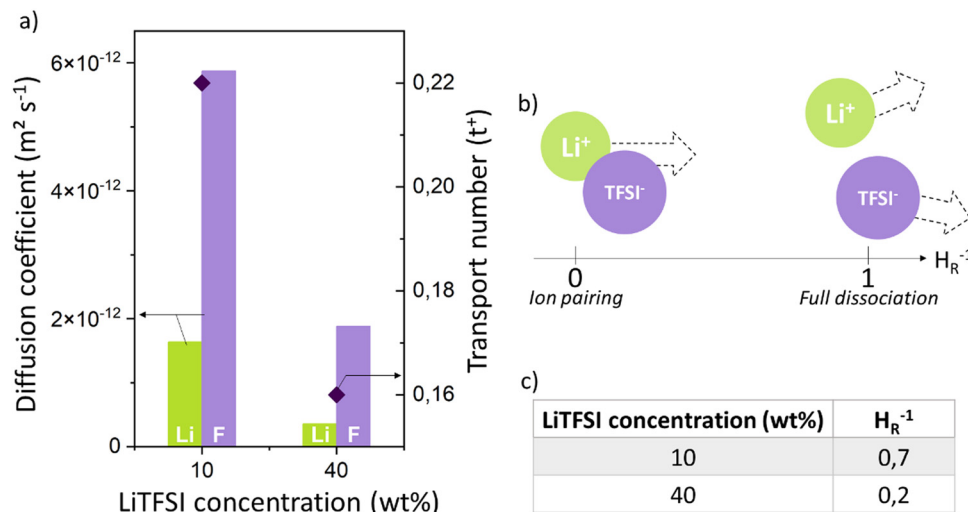 a)
Diffusion coefficient (m² s⁻¹)
6×10⁻¹²
4×10⁻¹²
2×10⁻¹²
0
Li F
Li F
10
40
LiTFSI concentration (wt%)
0,22
0,20
0,18
0,16
Transport number (t⁺)
b)
Li⁺
TFSI⁻
Li⁺
TFSI⁻
0
1
H_R⁻¹
Ion pairing
Full dissociation
c)
LiTFSI concentration (wt%) H_R⁻¹
10 0,7
40 0,2